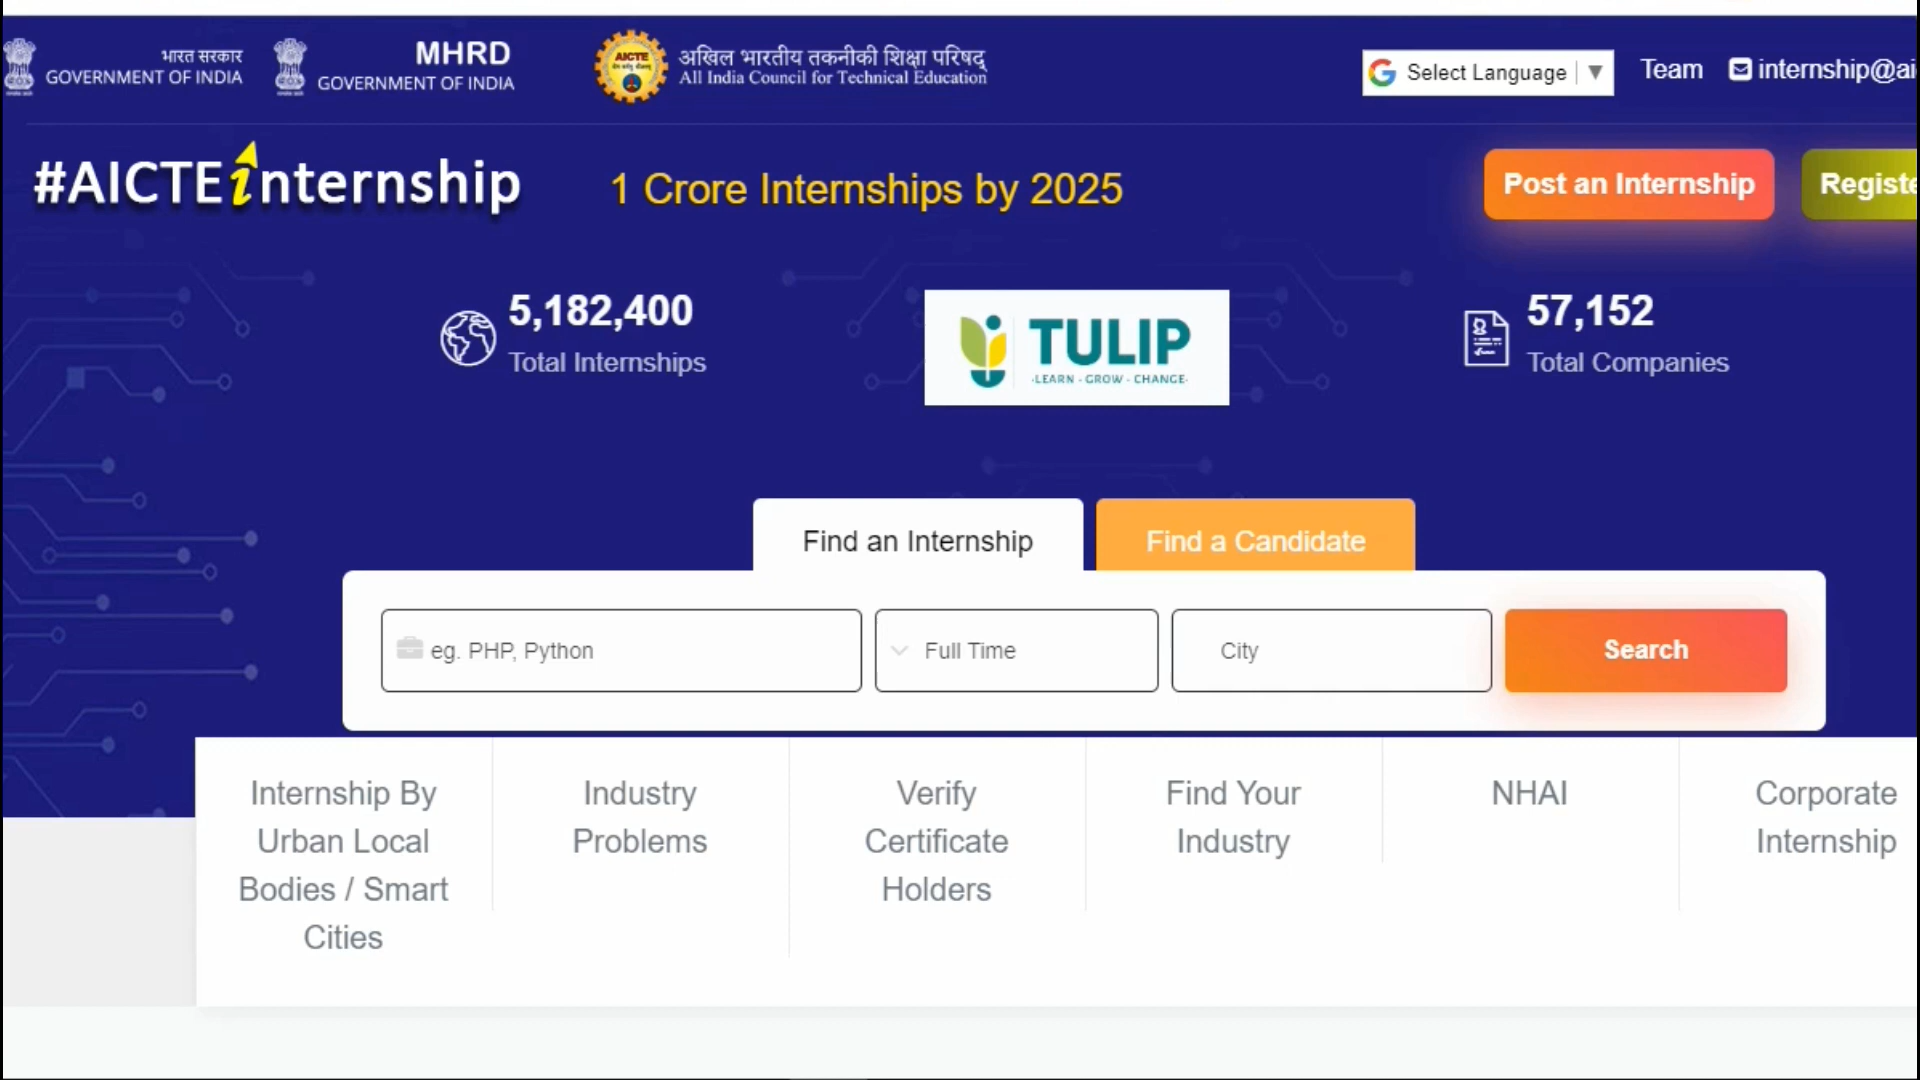 भारत सरकार
GOVERNMENT OF INDIA
MHRD
GOVERNMENT OF INDIA
AICTE
अखिल भारतीय तकनीकी शिक्षा परिषद्
All India Council for Technical Education
Select Language
Team
internship@ai
#AICTEinternship
1 Crore Internships by 2025
Post an Internship
Registe
5,182,400
Total Internships
TULIP
·LEARN - GROW - CHANGE·
57,152
Total Companies
Find an Internship
Find a Candidate
eg. PHP, Python
Full Time
City
Search
Internship By
Urban Local
Bodies / Smart
Cities
Industry
Problems
Verify
Certificate
Holders
Find Your
Industry
NHAI
Corporate
Internship